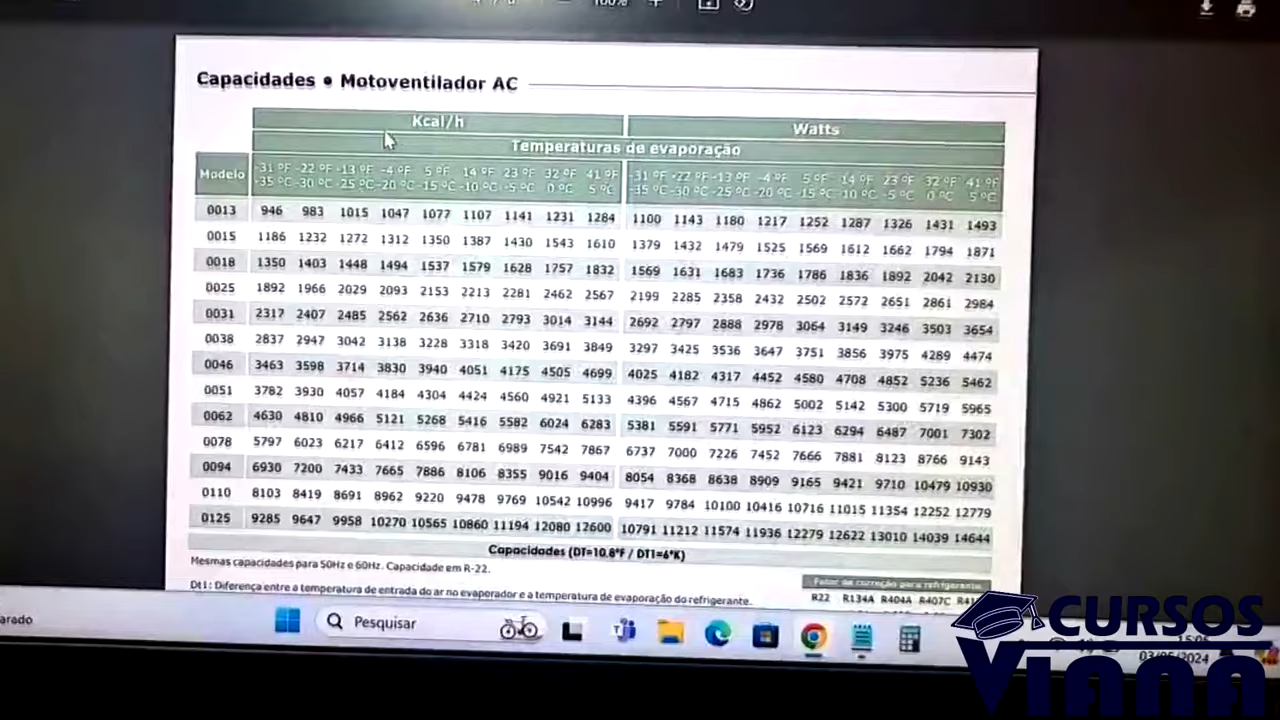 100%
Capacidades • Motoventilador AC
Kcal/h Watts
Temperaturas de evaporação
Modelo -31 ºF -22 ºF -13 ºF -4 ºF 5 ºF 14 ºF 23 ºF 32 ºF 41 ºF -31 ºF -22 ºF -13 ºF -4 ºF 5 ºF 14 ºF 23 ºF 32 ºF 41 ºF
-35 ºC -30 ºC -25 ºC -20 ºC -15 ºC -10 ºC -5 ºC 0 ºC 5 ºC -35 ºC -30 ºC -25 ºC -20 ºC -15 ºC -10 ºC -5 ºC 0 ºC 5 ºC
0013 946 983 1015 1047 1077 1107 1141 1231 1284 1100 1143 1180 1217 1252 1287 1326 1431 1493
0015 1186 1232 1272 1312 1350 1387 1430 1543 1610 1379 1432 1479 1525 1569 1612 1662 1794 1871
0018 1350 1403 1448 1494 1537 1579 1628 1757 1832 1569 1631 1683 1736 1786 1836 1892 2042 2130
0025 1892 1966 2029 2093 2153 2213 2281 2462 2567 2199 2285 2358 2432 2502 2572 2651 2861 2984
0031 2317 2407 2485 2562 2636 2710 2793 3014 3144 2692 2797 2888 2978 3064 3149 3246 3503 3654
0038 2837 2947 3042 3138 3228 3318 3420 3691 3849 3297 3425 3536 3647 3751 3856 3975 4289 4474
0046 3463 3598 3714 3830 3940 4051 4175 4505 4699 4025 4182 4317 4452 4580 4708 4852 5236 5462
0051 3782 3930 4057 4184 4304 4424 4560 4921 5133 4396 4567 4715 4862 5002 5142 5300 5719 5965
0062 4630 4810 4966 5121 5268 5416 5582 6024 6283 5381 5591 5771 5952 6123 6294 6487 7001 7302
0078 5797 6023 6217 6412 6596 6781 6989 7542 7867 6737 7000 7226 7452 7666 7881 8123 8766 9143
0094 6930 7200 7433 7665 7886 8106 8355 9016 9404 8054 8368 8638 8909 9165 9421 9710 10479 10930
0110 8103 8419 8691 8962 9220 9478 9769 10542 10996 9417 9784 10100 10416 10716 11015 11354 12252 12779
0125 9285 9647 9958 10270 10565 10860 11194 12080 12600 10791 11212 11574 11936 12279 12622 13010 14039 14644
Capacidades (DT=10.8ºF / DT1=6ºK)
Mesmas capacidades para 50Hz e 60Hz. Capacidade em R-22.
Dt1: Diferença entre a temperatura de entrada do ar no evaporador e a temperatura de evaporação do refrigerante.
Fator de correção para refrigerante
R22 R134A R404A R407C
arado
Pesquisar
15:05
03/05/2024
CURSOS
VIANA